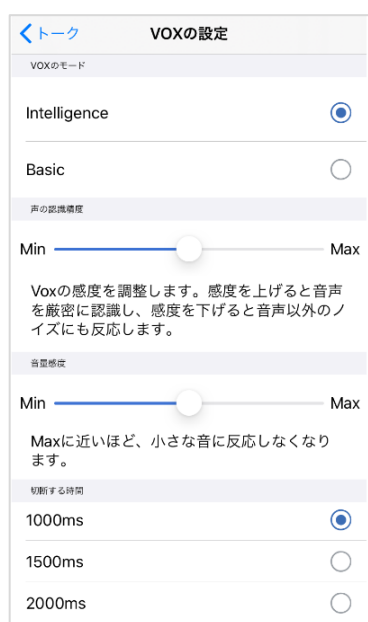 トーク VOXの設定
VOXのモード
Intelligence
Basic
声の認識精度
Min Max
Voxの感度を調整します。感度を上げると音声
を厳密に認識し、感度を下げると音声以外のノ
イズにも反応します。
音量感度
Min Max
Maxに近いほど、小さな音に反応しなくなり
ます。
切断する時間
1000ms
1500ms
2000ms